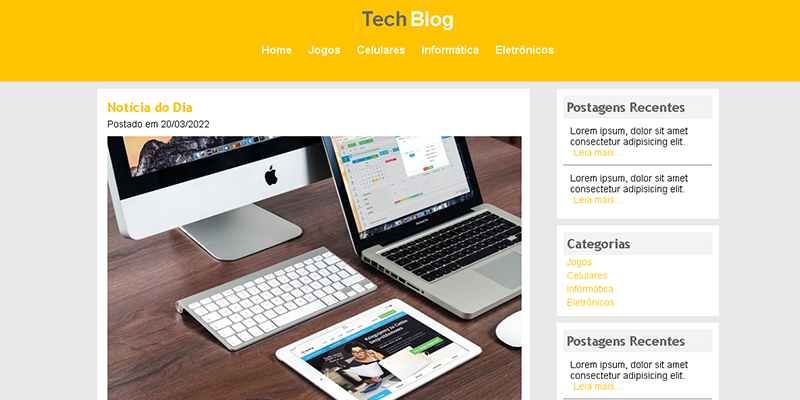 Tech Blog
Home Jogos Celulares Informática Eletrônicos
Notícia do Dia
Postado em 20/03/2022
Postagens Recentes
Lorem ipsum, dolor sit amet
consectetur adipisicing elit.
Leia mais...
Lorem ipsum, dolor sit amet
consectetur adipisicing elit.
Leia mais...
Categorias
Jogos
Celulares
Informática
Eletrônicos
Postagens Recentes
Lorem ipsum, dolor sit amet
consectetur adipisicing elit.
Leia mais...